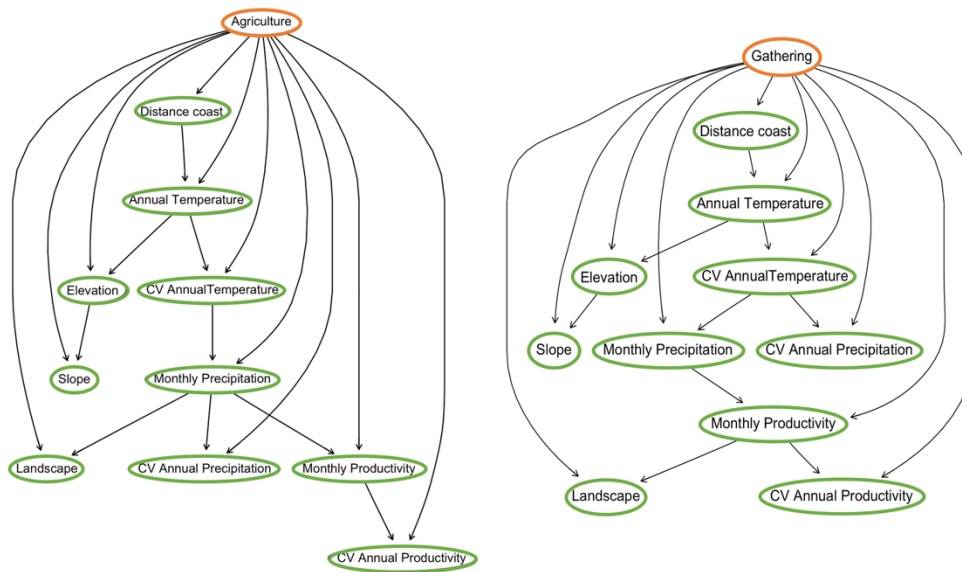 Agriculture
Distance coast
Annual Temperature
Elevation
CV AnnualTemperature
Slope
Monthly Precipitation
Landscape
CV Annual Precipitation
Monthly Productivity
CV Annual Productivity
Gathering
Distance coast
Annual Temperature
Elevation
CV AnnualTemperature
Slope
Monthly Precipitation
CV Annual Precipitation
Monthly Productivity
Landscape
CV Annual Productivity